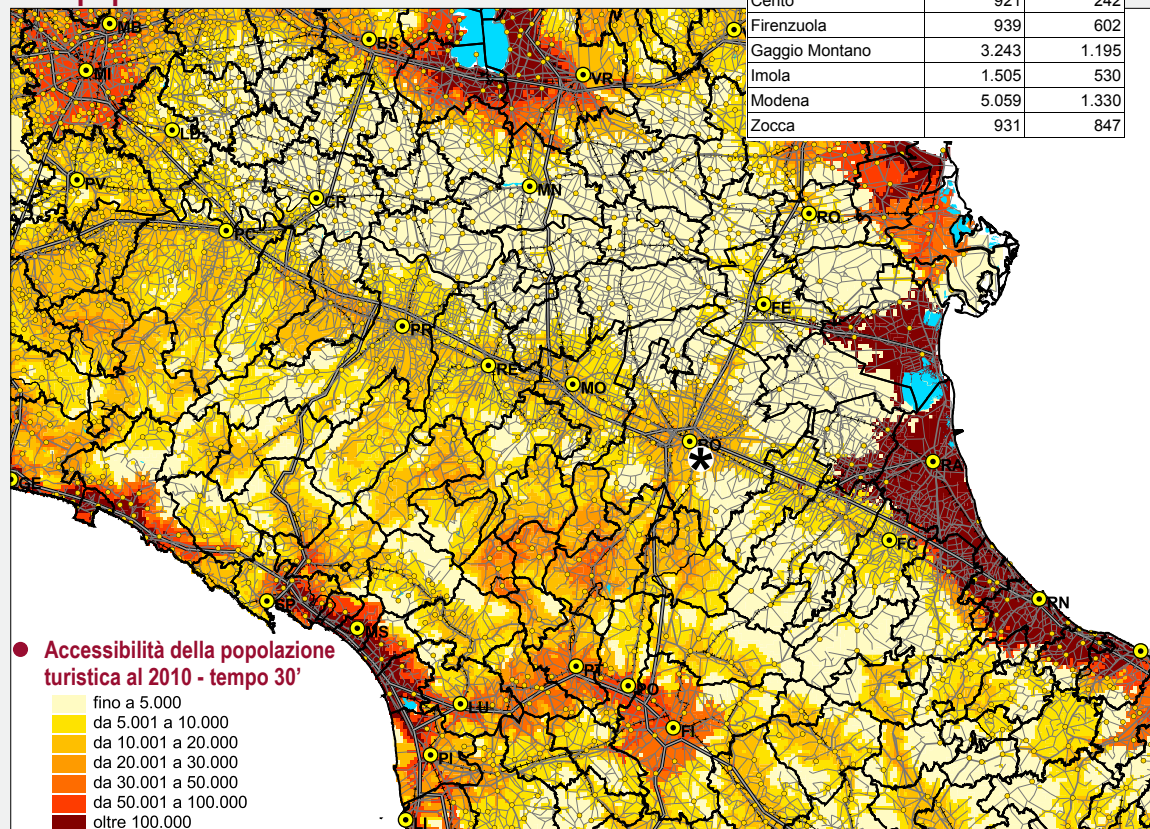 Cento 921 242
Firenzuola 939 602
Gaggio Montano 3.243 1.195
Imola 1.505 530
Modena 5.059 1.330
Zocca 931 847
MB
BS
MI
VR
LO
PV
MN
CR
RO
PC
FE
PR
RE
MO
BO
*
RA
GE
FC
RN
SP
MS
PT
PO
LU
FI
PI
LI
● Accessibilità della popolazione
turistica al 2010 - tempo 30’
fino a 5.000
da 5.001 a 10.000
da 10.001 a 20.000
da 20.001 a 30.000
da 30.001 a 50.000
da 50.001 a 100.000
oltre 100.000